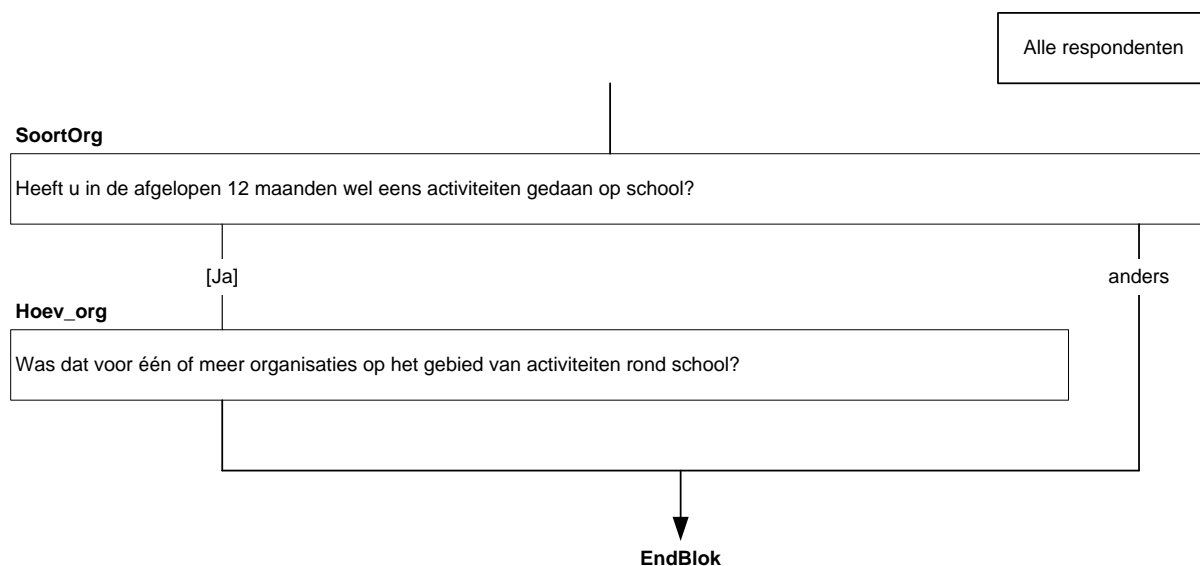 Alle respondenten
SoortOrg
Heeft u in de afgelopen 12 maanden wel eens activiteiten gedaan op school?
[Ja]
anders
Hoev_org
Was dat voor één of meer organisaties op het gebied van activiteiten rond school?
EndBlok